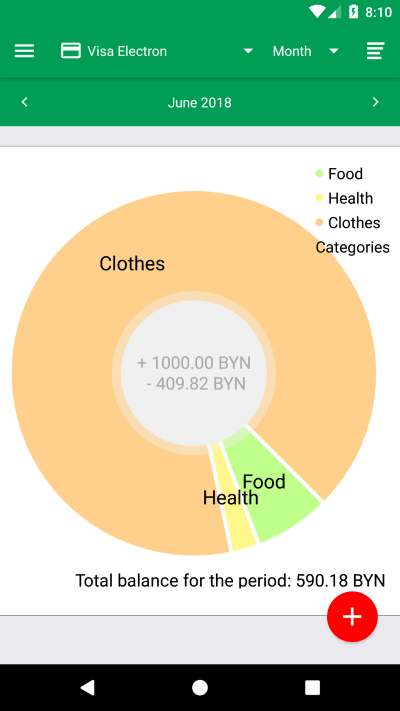 8:10
Visa Electron
Month
June 2018
Food
Health
Clothes
Categories
Clothes
+ 1000.00 BYN
- 409.82 BYN
Food
Health
Total balance for the period: 590.18 BYN